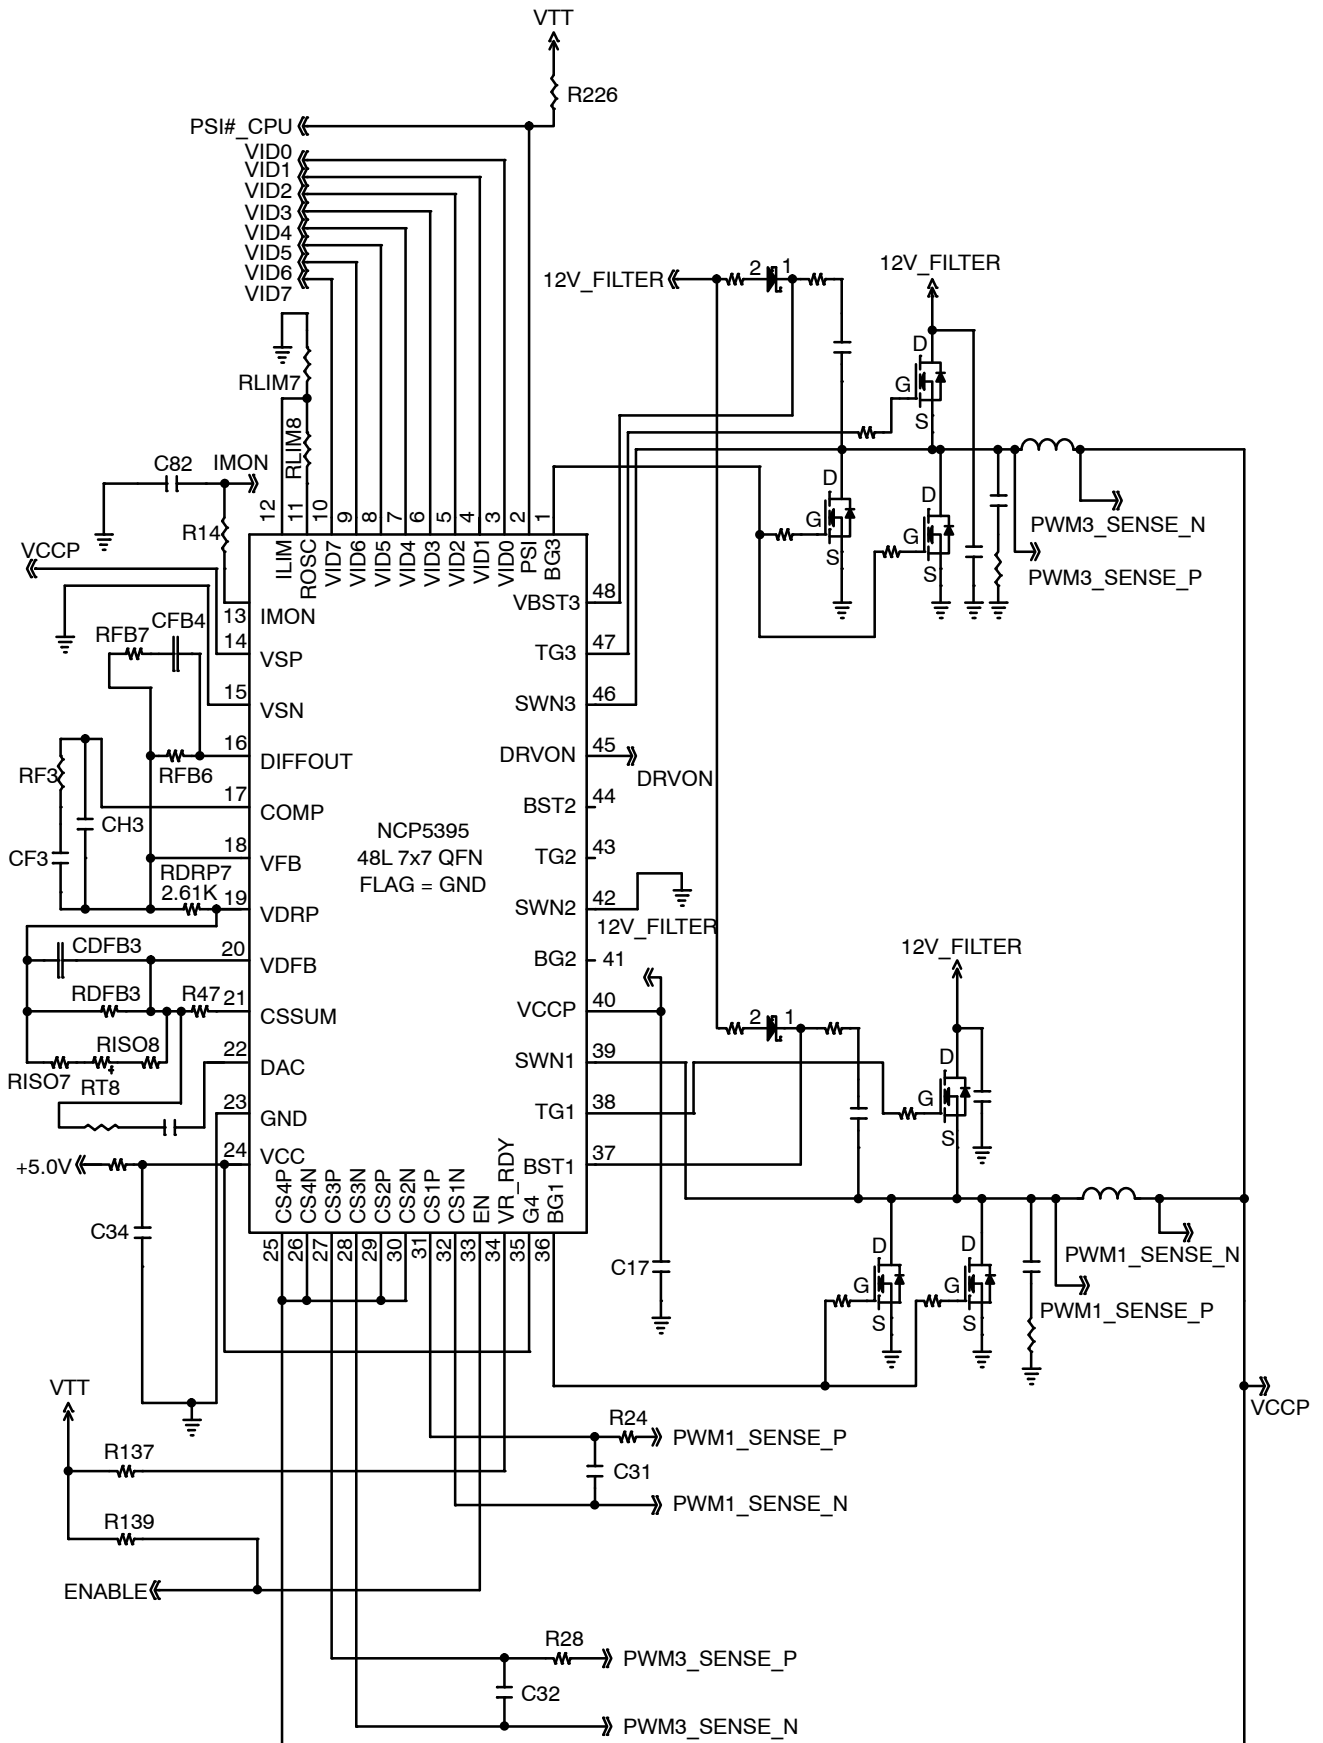 VTT
R226
PSI#_CPU
VID0
VID1
VID2
VID3
VID4
VID5
VID6
VID7
12V_FILTER
2
1
12V_FILTER
D
G
S
RLIM7
RLIM8
C82
IMON
R14
VCCP
12
11
10
9
8
7
6
5
4
3
2
1
ILIM
ROSC
VID7
VID6
VID5
VID4
VID3
VID2
VID1
VID0
PSI
BG3
D
G
S
D
G
S
PWM3_SENSE_N
PWM3_SENSE_P
13
IMON
14
VSP
15
VSN
16
DIFFOUT
17
COMP
18
VFB
19
VDRP
20
VDFB
21
CSSUM
22
DAC
23
GND
24
VCC
RFB7
CFB4
RFB6
RF3
CH3
CF3
RDRP7
2.61K
CDFB3
RDFB3
R47
RISO8
RISO7
RT8
+5.0V
C34
NCP5395
48L 7x7 QFN
FLAG = GND
VBST3
48
TG3
47
SWN3
46
DRVON
45
DRVON
BST2
44
TG2
43
SWN2
42
12V_FILTER
BG2
41
VCCP
40
SWN1
39
TG1
38
BST1
37
12V_FILTER
2
1
D
G
S
CS4P
CS4N
CS3P
CS3N
CS2P
CS2N
CS1P
CS1N
EN
VR_RDY
G4
BG1
25
26
27
28
29
30
31
32
33
34
35
36
C17
D
G
S
D
G
S
PWM1_SENSE_N
PWM1_SENSE_P
VCCP
VTT
R137
R139
ENABLE
R24
PWM1_SENSE_P
C31
PWM1_SENSE_N
R28
PWM3_SENSE_P
C32
PWM3_SENSE_N